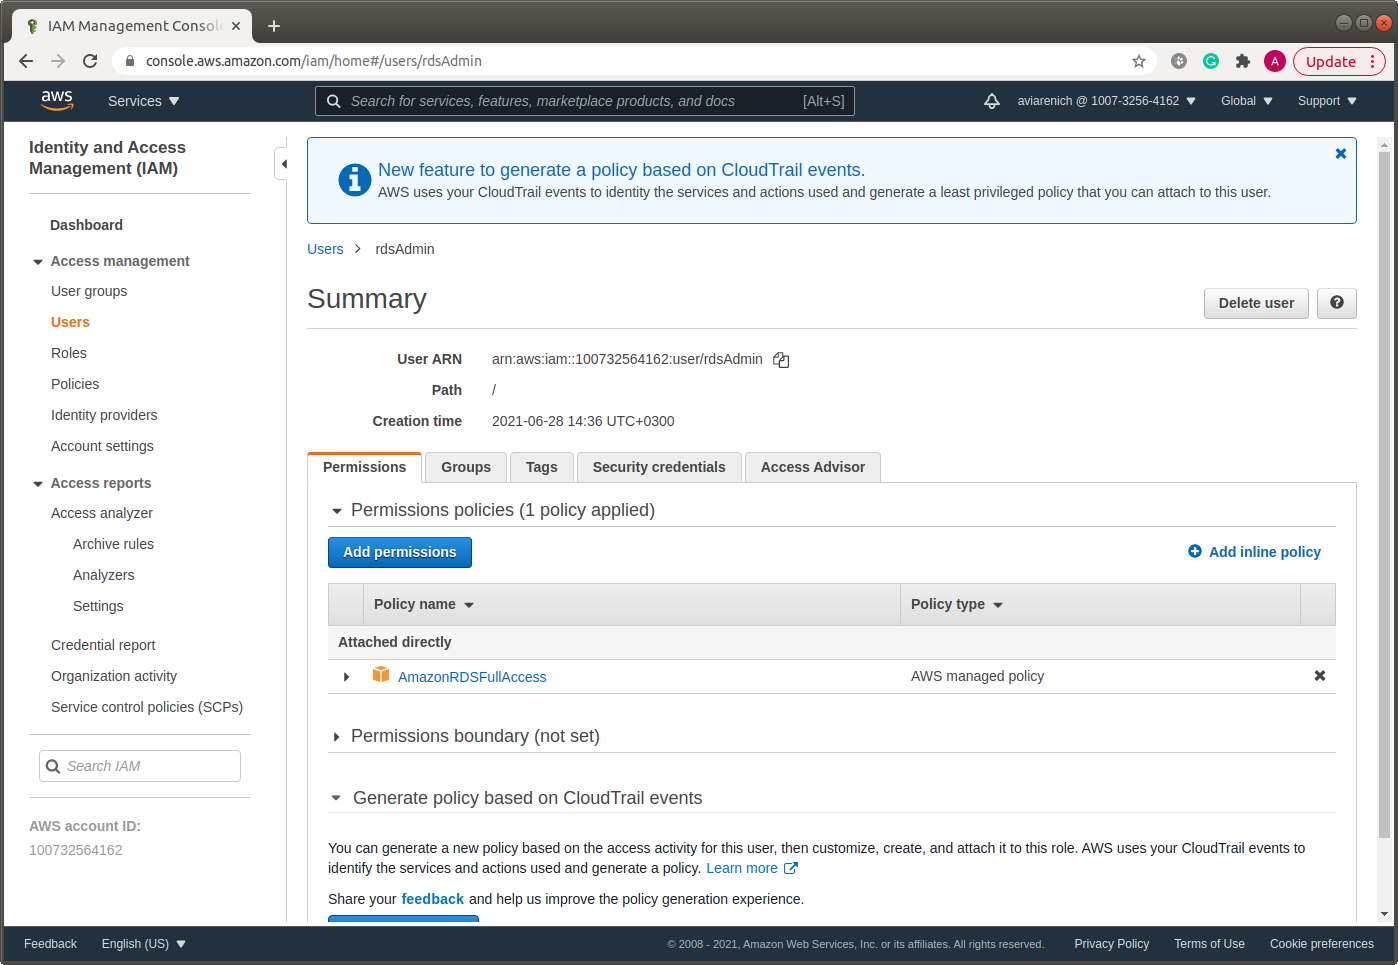 IAM Management Consol
console.aws.amazon.com/iam/home#/users/rdsAdmin
A
Update
aws
Services
Search for services, features, marketplace products, and docs
[Alt+S]
aviarenich @ 1007-3256-4162
Global
Support
Identity and Access
Management (IAM)
Dashboard
Access management
User groups
Users
Roles
Policies
Identity providers
Account settings
Access reports
Access analyzer
Archive rules
Analyzers
Settings
Credential report
Organization activity
Service control policies (SCPs)
Search IAM
AWS account ID:
100732564162
New feature to generate a policy based on CloudTrail events.
AWS uses your CloudTrail events to identify the services and actions used and generate a least privileged policy that you can attach to this user.
Users > rdsAdmin
Summary
Delete user
User ARN arn:aws:iam::100732564162:user/rdsAdmin
Path /
Creation time 2021-06-28 14:36 UTC+0300
Permissions
Groups
Tags
Security credentials
Access Advisor
Permissions policies (1 policy applied)
Add permissions
Add inline policy
Policy name
Policy type
Attached directly
AmazonRDSFullAccess
AWS managed policy
Permissions boundary (not set)
Generate policy based on CloudTrail events
You can generate a new policy based on the access activity for this user, then customize, create, and attach it to this role. AWS uses your CloudTrail events to
identify the services and actions used and generate a policy. Learn more
Share your feedback and help us improve the policy generation experience.
Feedback
English (US)
© 2008 - 2021, Amazon Web Services, Inc. or its affiliates. All rights reserved.
Privacy Policy
Terms of Use
Cookie preferences